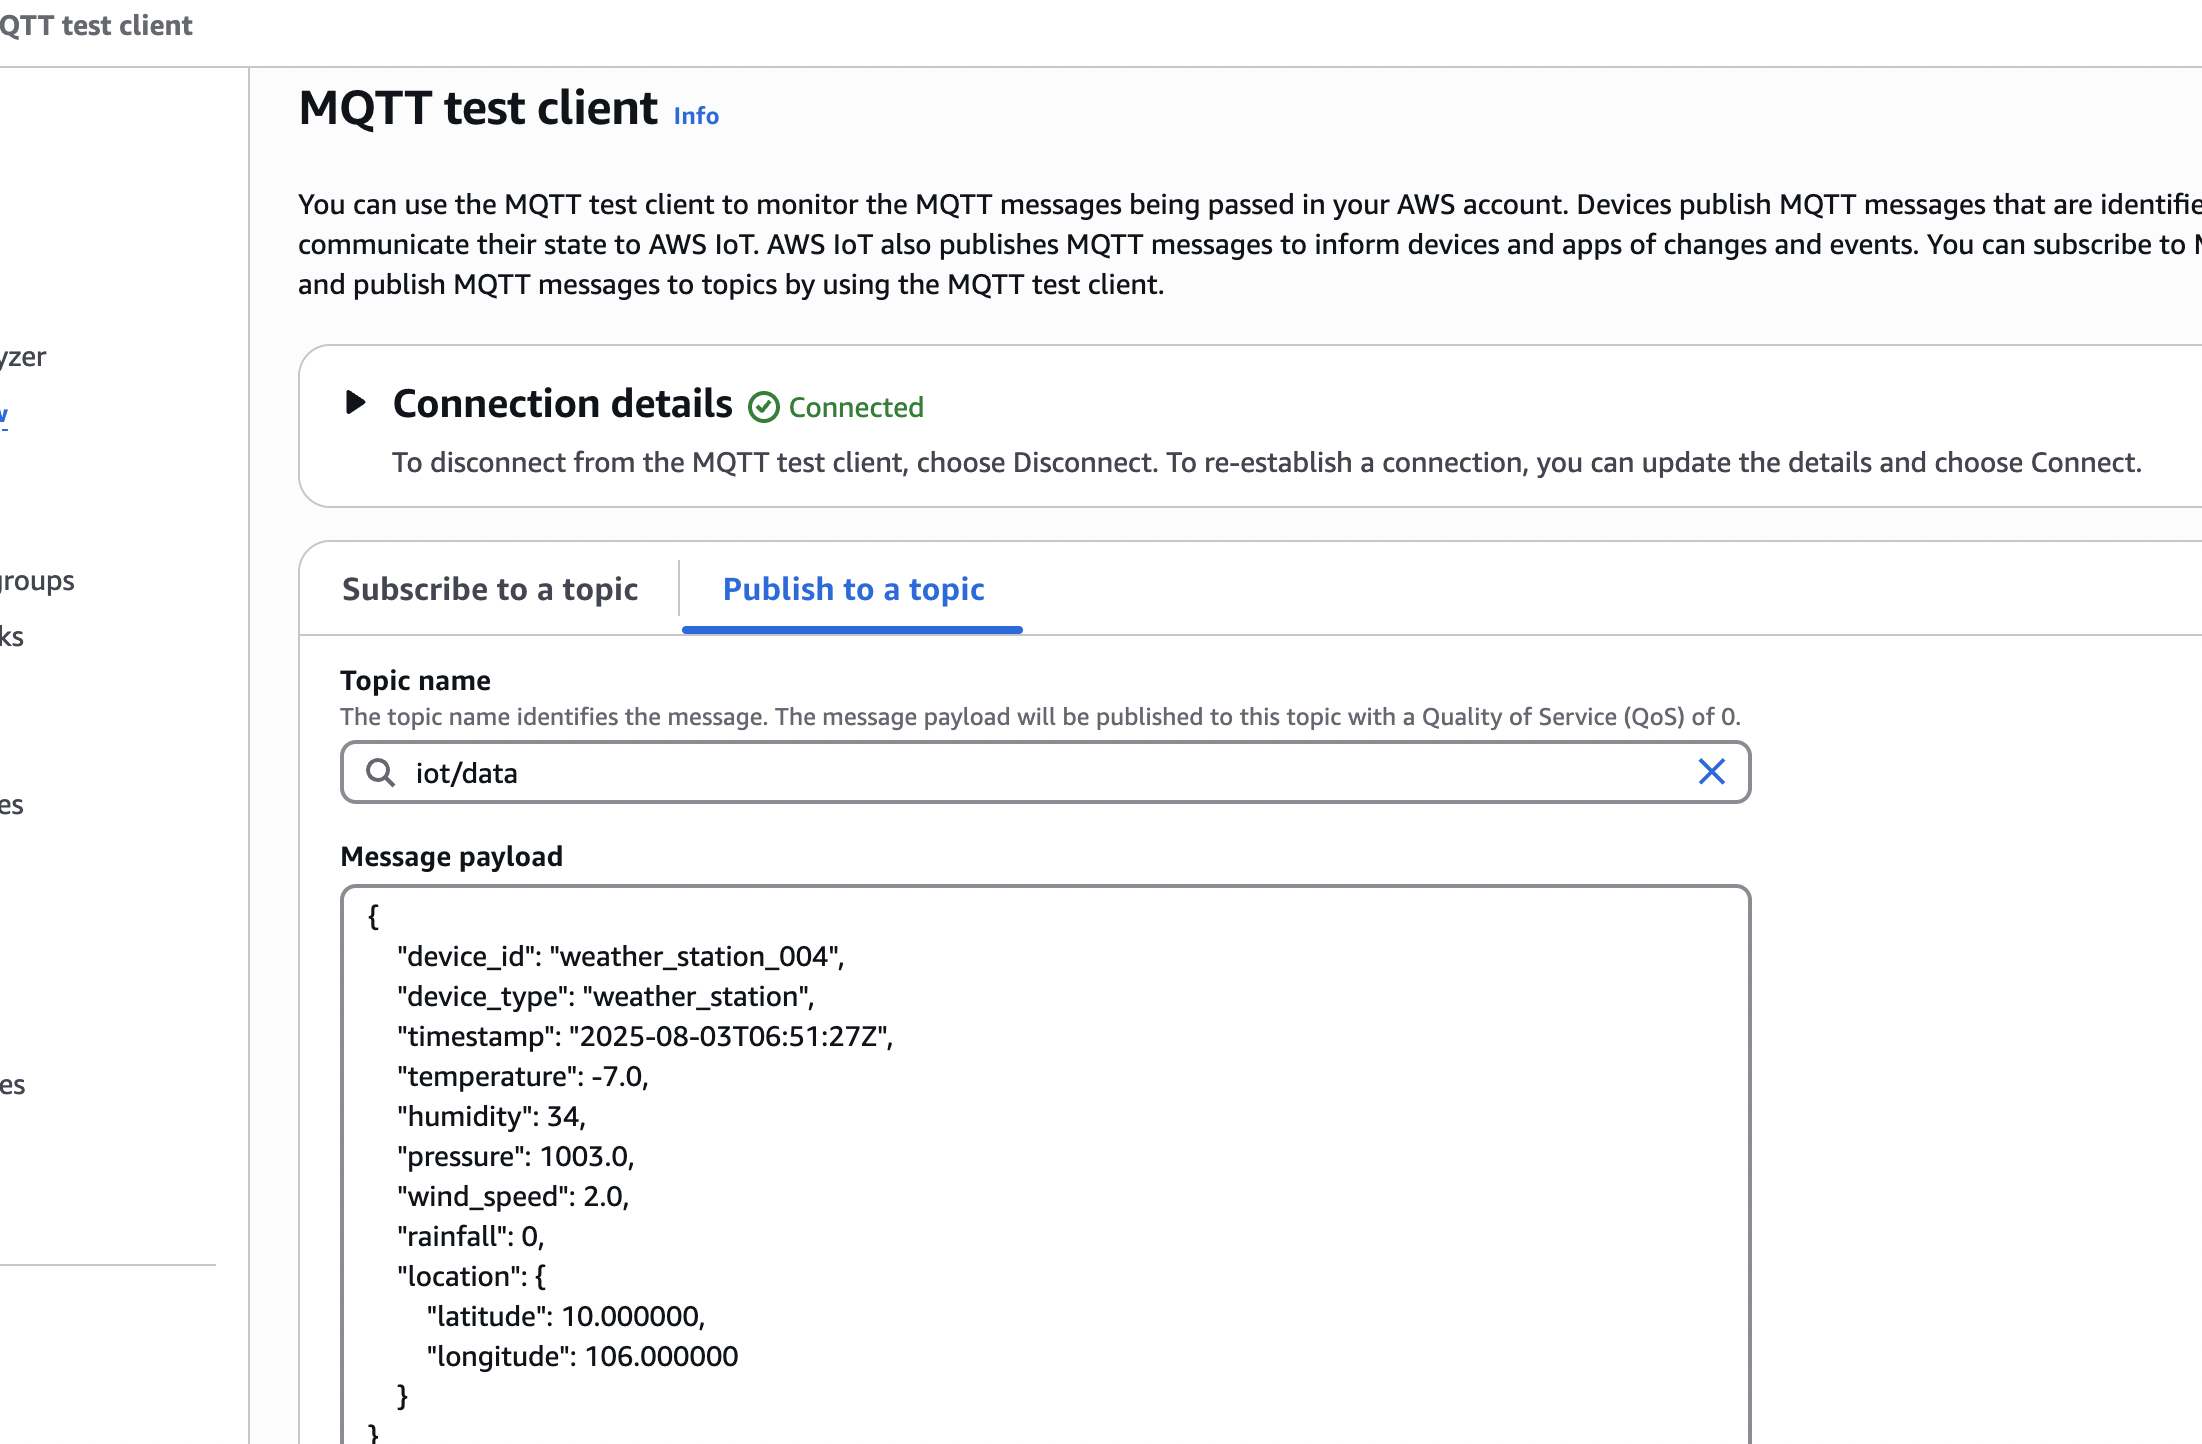 QTT test client
MQTT test client Info
You can use the MQTT test client to monitor the MQTT messages being passed in your AWS account. Devices publish MQTT messages that are identifie
communicate their state to AWS IoT. AWS IoT also publishes MQTT messages to inform devices and apps of changes and events. You can subscribe to M
and publish MQTT messages to topics by using the MQTT test client.
yzer
Connection details Connected
To disconnect from the MQTT test client, choose Disconnect. To re-establish a connection, you can update the details and choose Connect.
groups
ks
es
es
Subscribe to a topic Publish to a topic
Topic name
The topic name identifies the message. The message payload will be published to this topic with a Quality of Service (QoS) of 0.
iot/data
Message payload
{
"device_id": "weather_station_004",
"device_type": "weather_station",
"timestamp": "2025-08-03T06:51:27Z",
"temperature": -7.0,
"humidity": 34,
"pressure": 1003.0,
"wind_speed": 2.0,
"rainfall": 0,
"location": {
"latitude": 10.000000,
"longitude": 106.000000
}
}